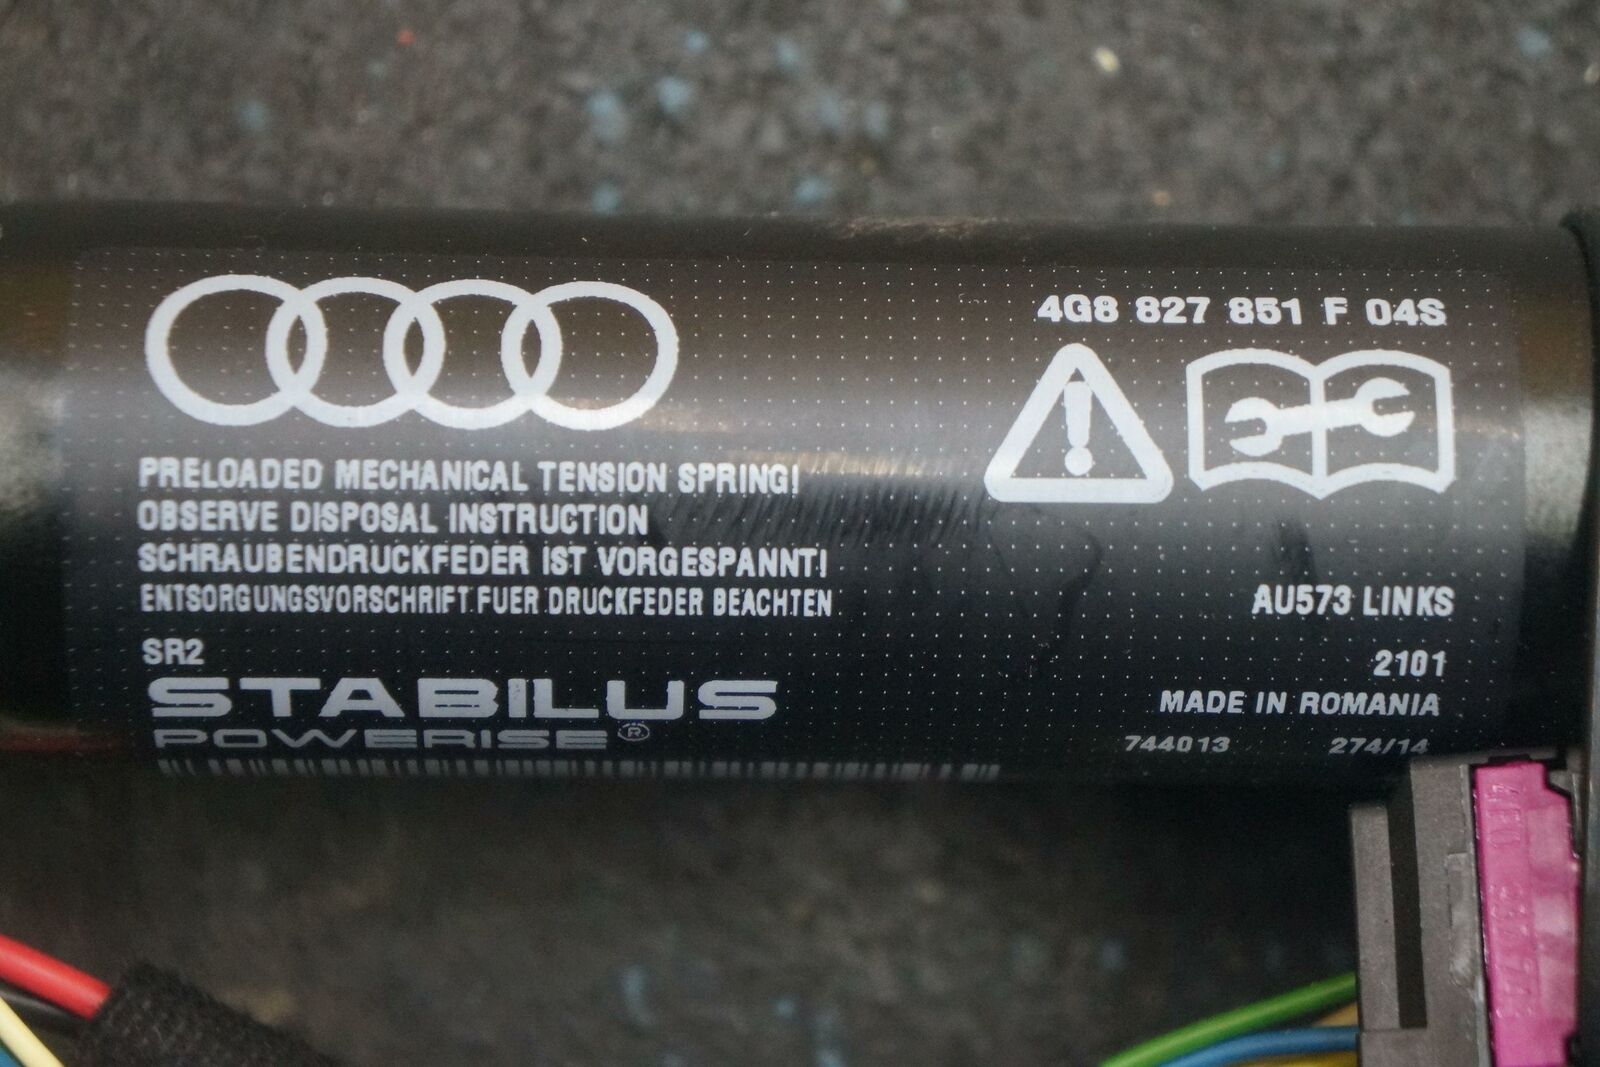 4G8 827 851 F 04S
PRELOADED MECHANICAL TENSION SPRING!
OBSERVE DISPOSAL INSTRUCTION
SCHRAUBENDRUCKFEDER IST VORGESPANNT!
ENTSORGUNGSVORSCHRIFT FUER DRUCKFEDER BEACHTEN
AU573 LINKS
SR2
2101
STABILUS
MADE IN ROMANIA
POWERISE®
744013 274/14